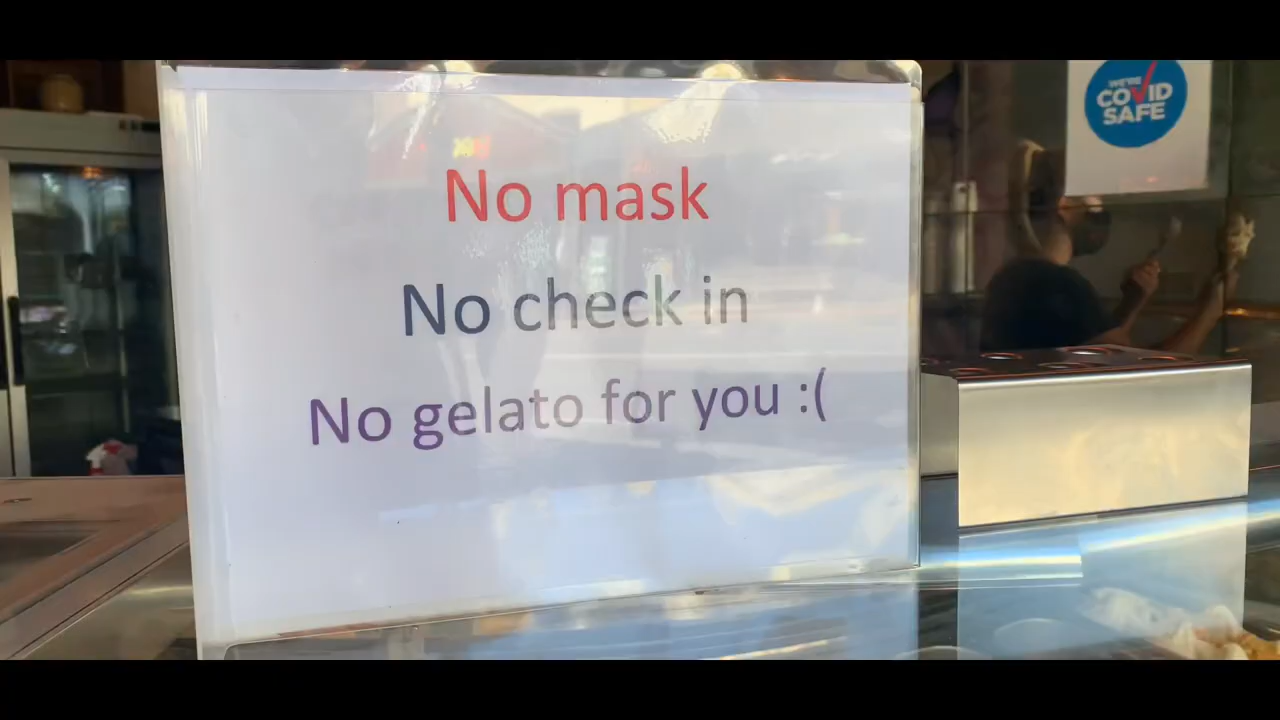 No mask
No check in
No gelato for you :(
WE'RE
COVID
SAFE